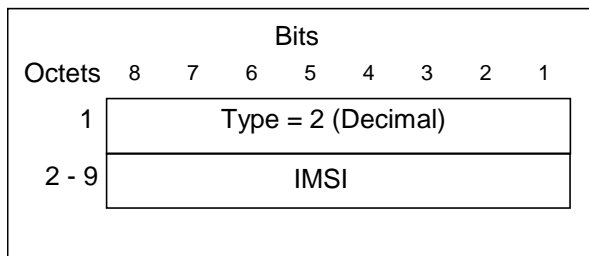 Bits
Octets 8 7 6 5 4 3 2 1
1 Type = 2 (Decimal)
2 - 9 IMSI